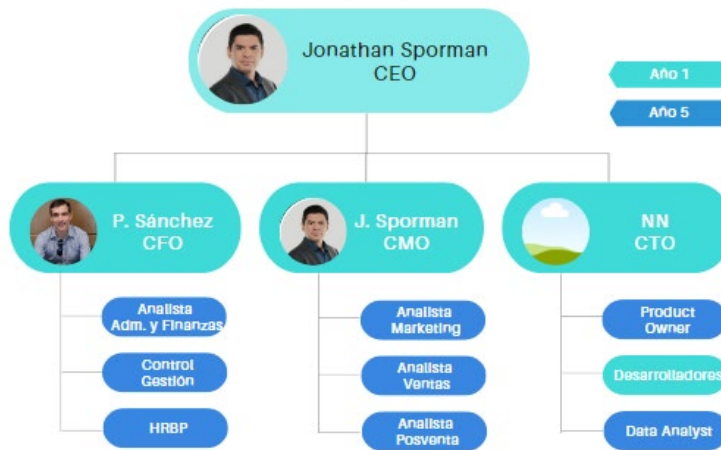 Jonathan Sporman
CEO
Año 1
Año 5
P. Sánchez
CFO
J. Sporman
CMO
NN
CTO
Analista
Adm. y Finanzas
Control
Gestión
HRBP
Analista
Marketing
Analista
Ventas
Analista
Posventa
Product
Owner
Desarrolladores
Data Analyst